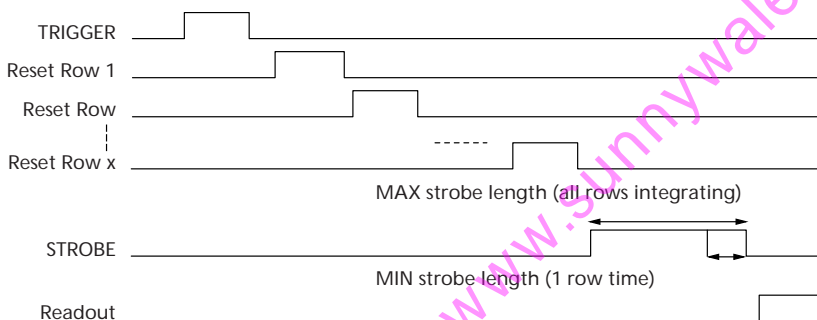 TRIGGER
Reset Row 1
Reset Row
Reset Row x
MAX strobe length (all rows integrating)
STROBE
MIN strobe length (1 row time)
Readout
www.sunnywale